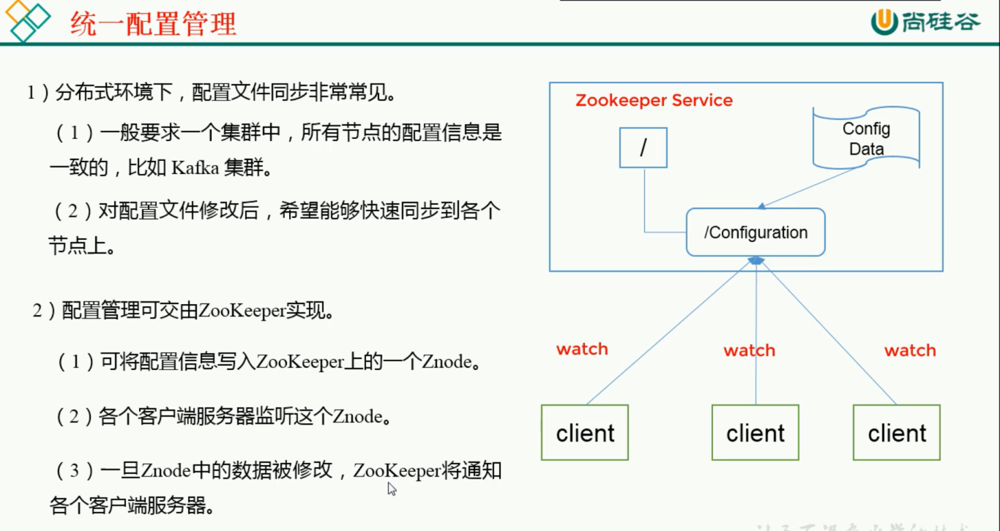 统一配置管理
尚硅谷
1）分布式环境下，配置文件同步非常常见。
（1）一般要求一个集群中，所有节点的配置信息是
一致的，比如 Kafka 集群。
（2）对配置文件修改后，希望能够快速同步到各个
节点上。
2）配置管理可交由ZooKeeper实现。
（1）可将配置信息写入ZooKeeper上的一个Znode。
（2）各个客户端服务器监听这个Znode。
（3）一旦Znode中的数据被修改，ZooKeeper将通知
各个客户端服务器。
Zookeeper Service
/
Config
Data
/Configuration
watch
watch
watch
client
client
client